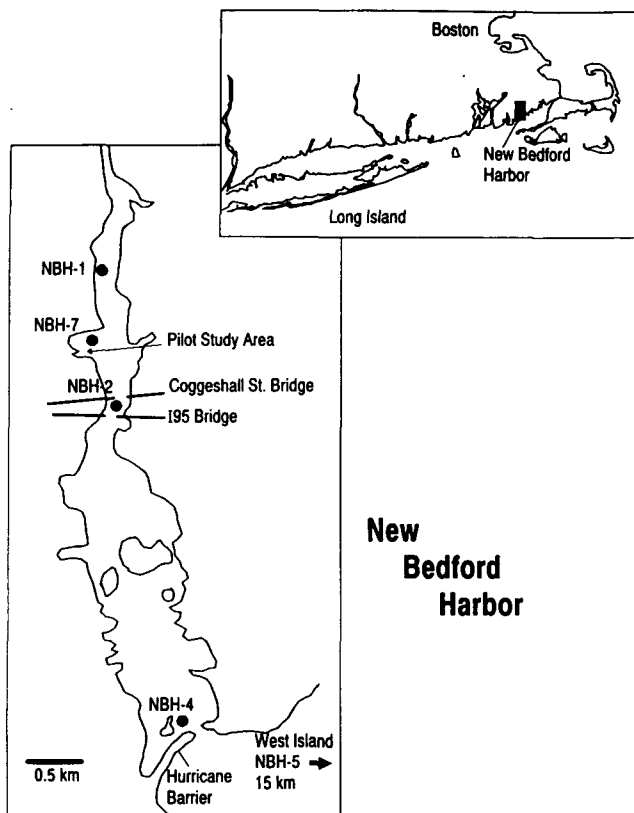 Boston
New Bedford
Harbor
Long Island
NBH-1
NBH-7
Pilot Study Area
NBH-2
Coggeshall St. Bridge
I95 Bridge
New
Bedford
Harbor
NBH-4
West Island
NBH-5
15 km
0.5 km
Hurricane
Barrier